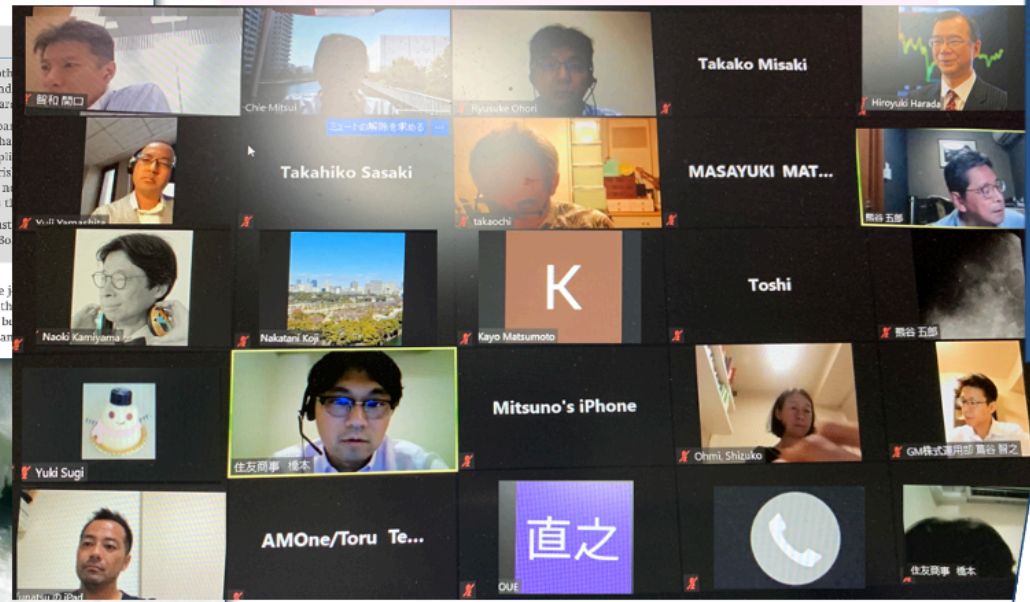 智和 関口
Chie Mitsui
Ryusuke Ohori
Takako Misaki
Hiroyuki Harada
ミュートの解除を求める ...
Yuji Yamashita
Takahiko Sasaki
takaochi
MASAYUKI MAT...
熊谷 五郎
Naoki Kamiyama
Nakatani Koji
K
Kayo Matsumoto
Toshi
熊谷 五郎
Yuki Sugi
住友商事 橋本
Mitsuno's iPhone
Ohmi, Shizuko
GM株式運用部 蔦谷 智之
AMOne/Toru Te...
直之
OUE
住友商事 橋本